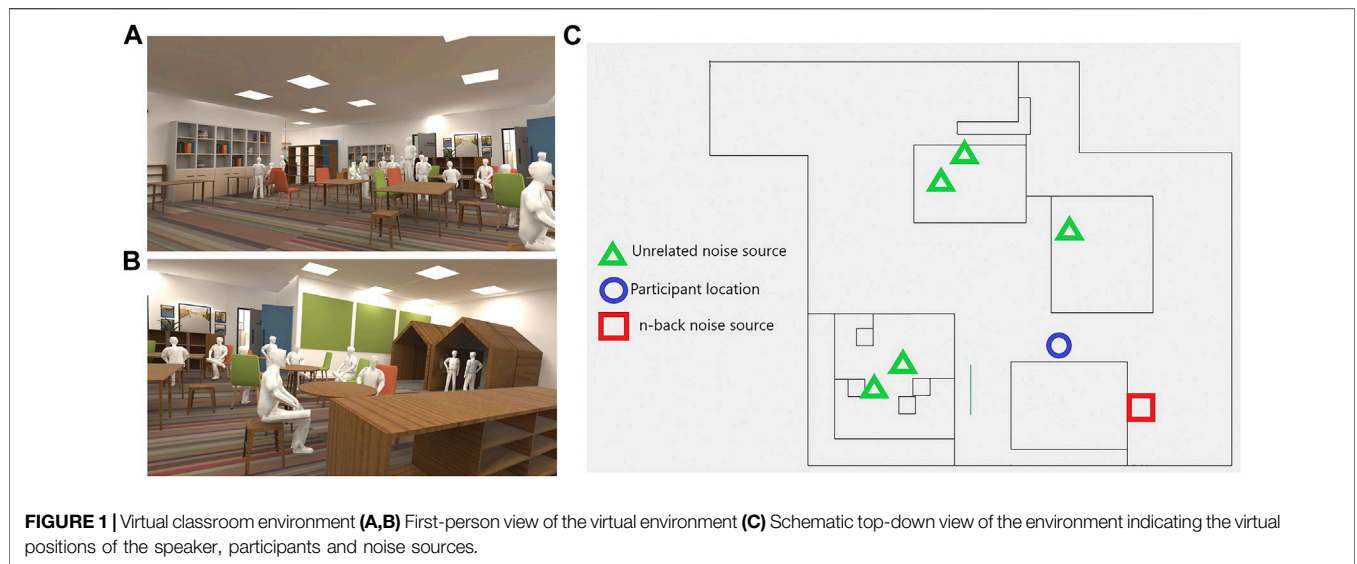 A
B
C
Unrelated noise source
Participant location
n-back noise source
FIGURE 1 | Virtual classroom environment (A,B) First-person view of the virtual environment (C) Schematic top-down view of the environment indicating the virtual
positions of the speaker, participants and noise sources.